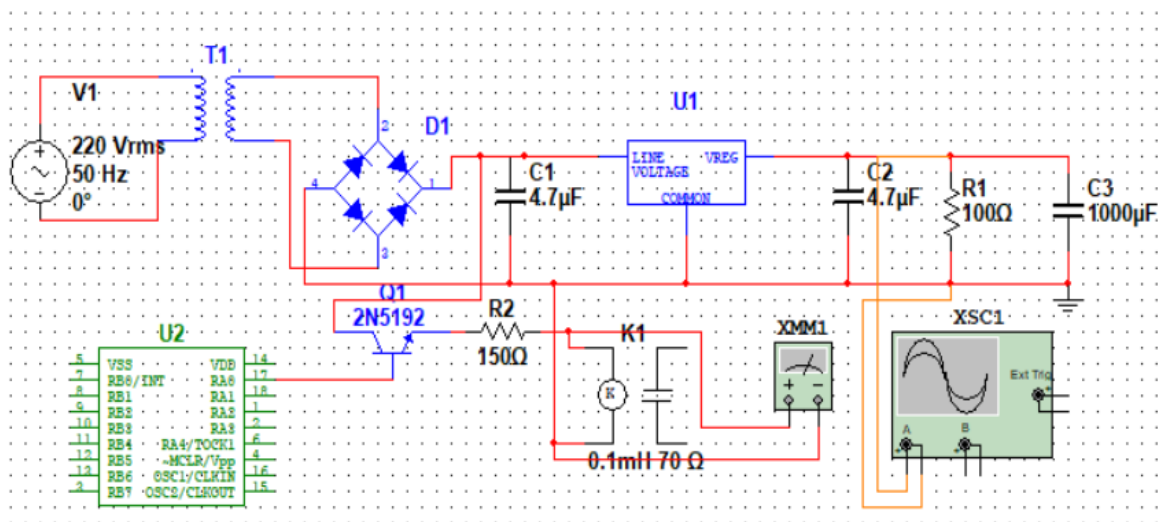 T1
V1
220 Vrms
50 Hz
0°
2
D1
4
1
3
C1
4.7µF
U1
LINE VREG
VOLTAGE
COMMON
C2
4.7µF
R1
100Ω
C3
1000µF
Q1
2N5192
R2
150Ω
K1
K
0.1mH 70 Ω
XMM1
+ −
XSC1
Ext Trig
+
A
B
+
+
U2
5 VSS VDD 14
7 RB0/INT RA0 17
8 RB1 RA1 18
9 RB2 RA2 1
10 RB3 RA3 2
11 RB4 RA4/TOCK1 6
12 RB5 ~MCLR/Vpp 4
13 RB6 OSC1/CLKIN 16
3 RB7 OSC2/CLKOUT 15